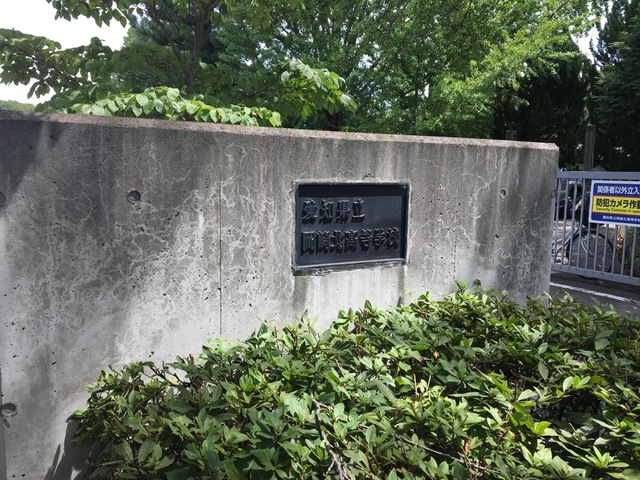 愛知県立
岡崎北高等学校
関係者以外立入
防犯カメラ作動